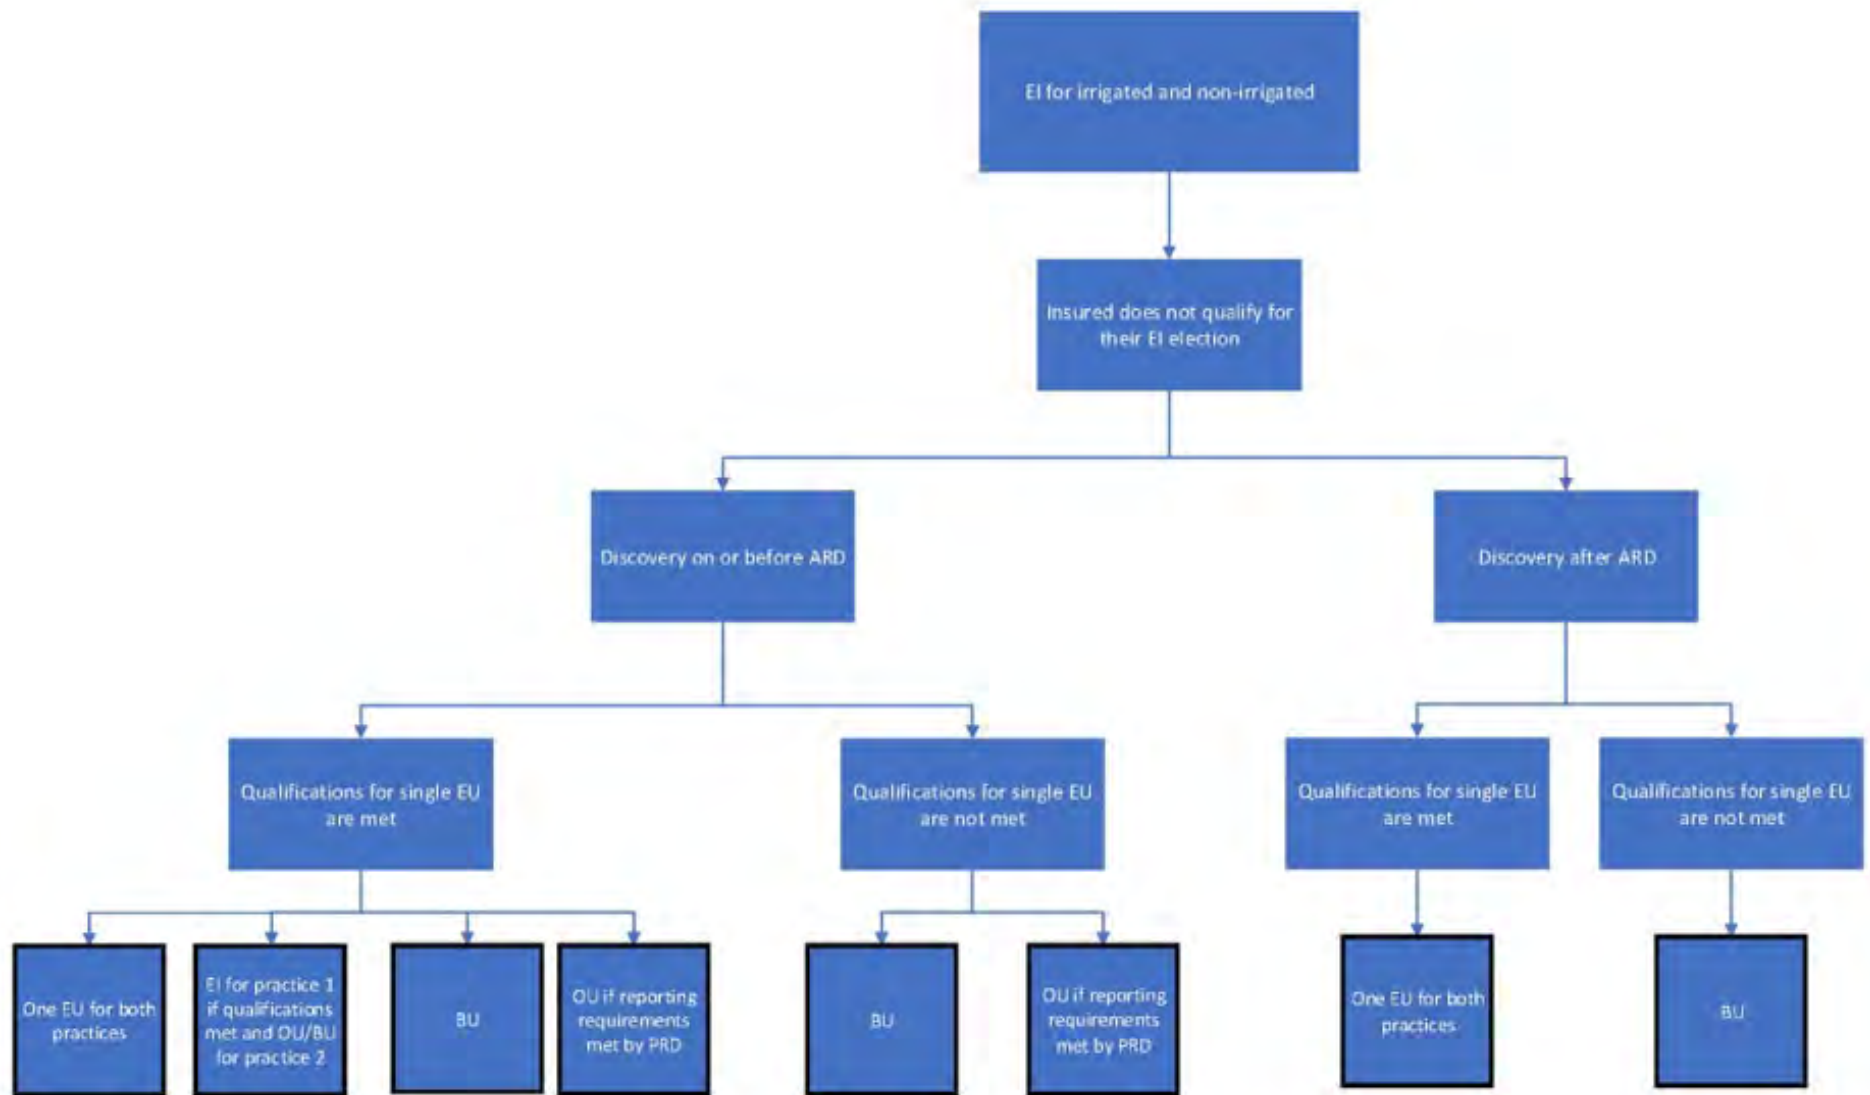 EI for irrigated and non-irrigated
Insured does not qualify for
their EI election
Discovery on or before ARD
Discovery after ARD
Qualifications for single EU
are met
Qualifications for single EU
are not met
Qualifications for single EU
are met
Qualifications for single EU
are not met
One EU for both
practices
EI for practice 1
if qualifications
met and OU/BU
for practice 2
BU
OU if reporting
requirements
met by PRD
BU
OU if reporting
requirements
met by PRD
One EU for both
practices
BU